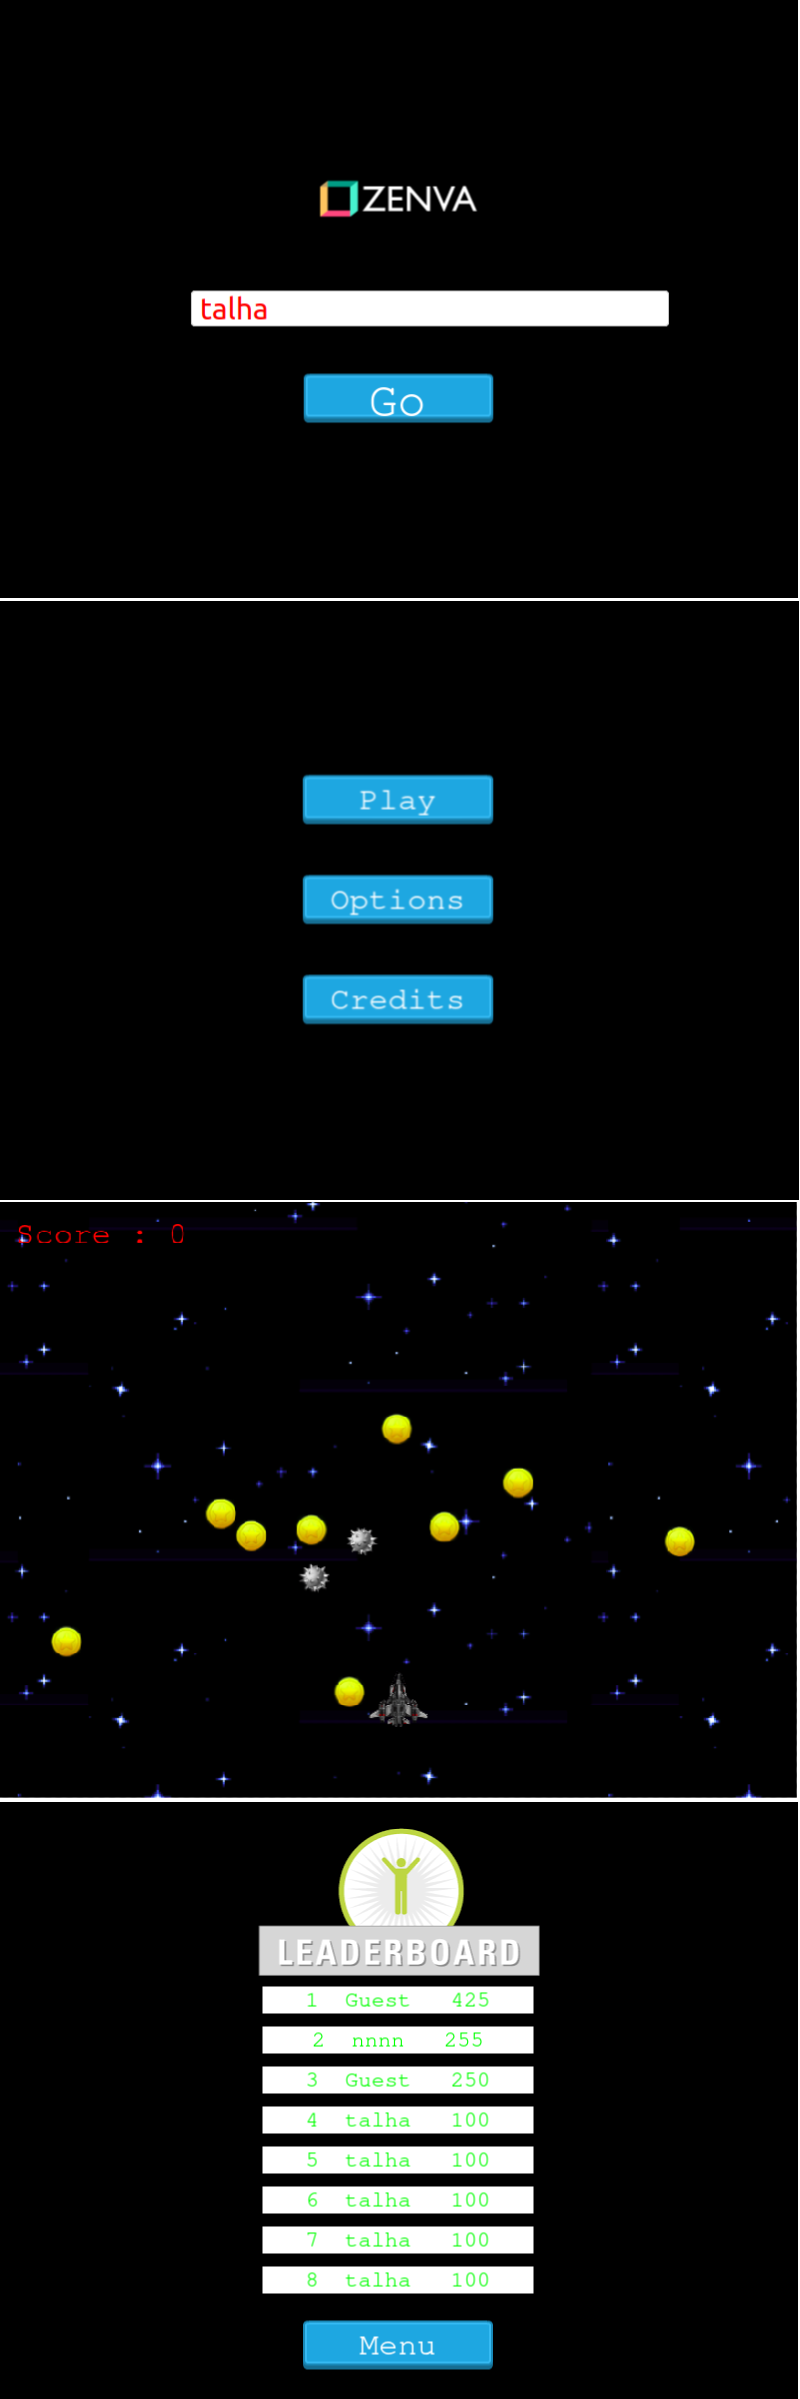 ZENVA
talha
Go
Play
Options
Credits
Score : 0
LEADERBOARD
1 Guest 425
2 nnnn 255
3 Guest 250
4 talha 100
5 talha 100
6 talha 100
7 talha 100
8 talha 100
Menu